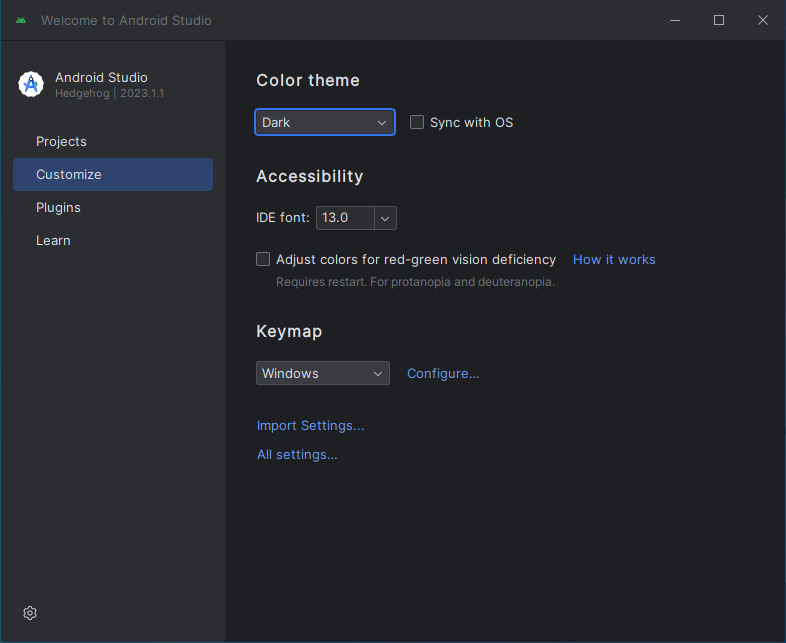 Welcome to Android Studio
Android Studio
Hedgehog | 2023.1.1
Projects
Customize
Plugins
Learn
Color theme
Dark
Sync with OS
Accessibility
IDE font: 13.0
Adjust colors for red-green vision deficiency How it works
Requires restart. For protanopia and deuteranopia.
Keymap
Windows Configure...
Import Settings...
All settings...